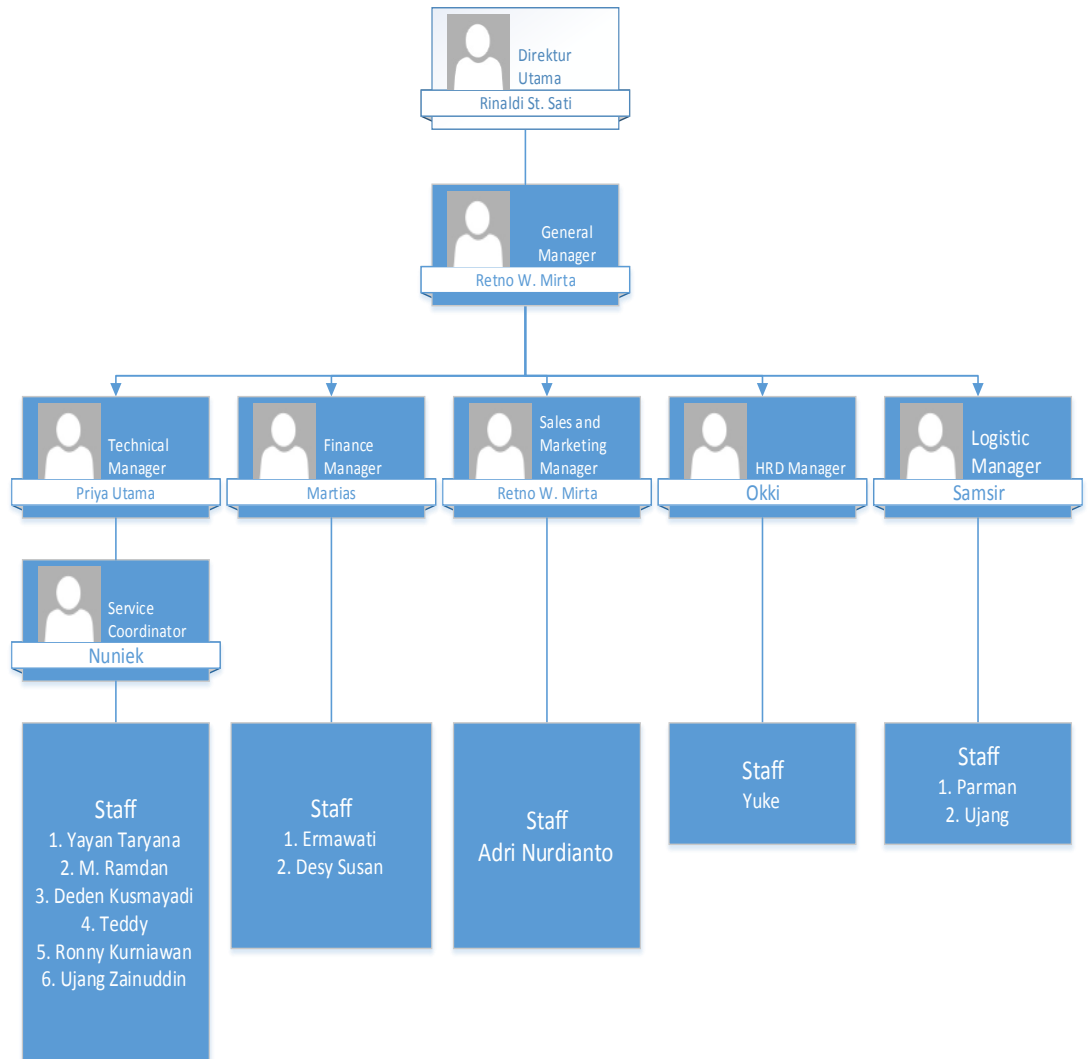 Direktur
Utama
Rinaldi St. Sati
General
Manager
Retno W. Mirta
Technical
Manager
Priya Utama
Finance
Manager
Martias
Sales and
Marketing
Manager
Retno W. Mirta
HRD Manager
Okki
Logistic
Manager
Samsir
Service
Coordinator
Nuniek
Staff
1. Yayan Taryana
2. M. Ramdan
3. Deden Kusmayadi
4. Teddy
5. Ronny Kurniawan
6. Ujang Zainuddin
Staff
1. Ermawati
2. Desy Susan
Staff
Adri Nurdianto
Staff
Yuke
Staff
1. Parman
2. Ujang